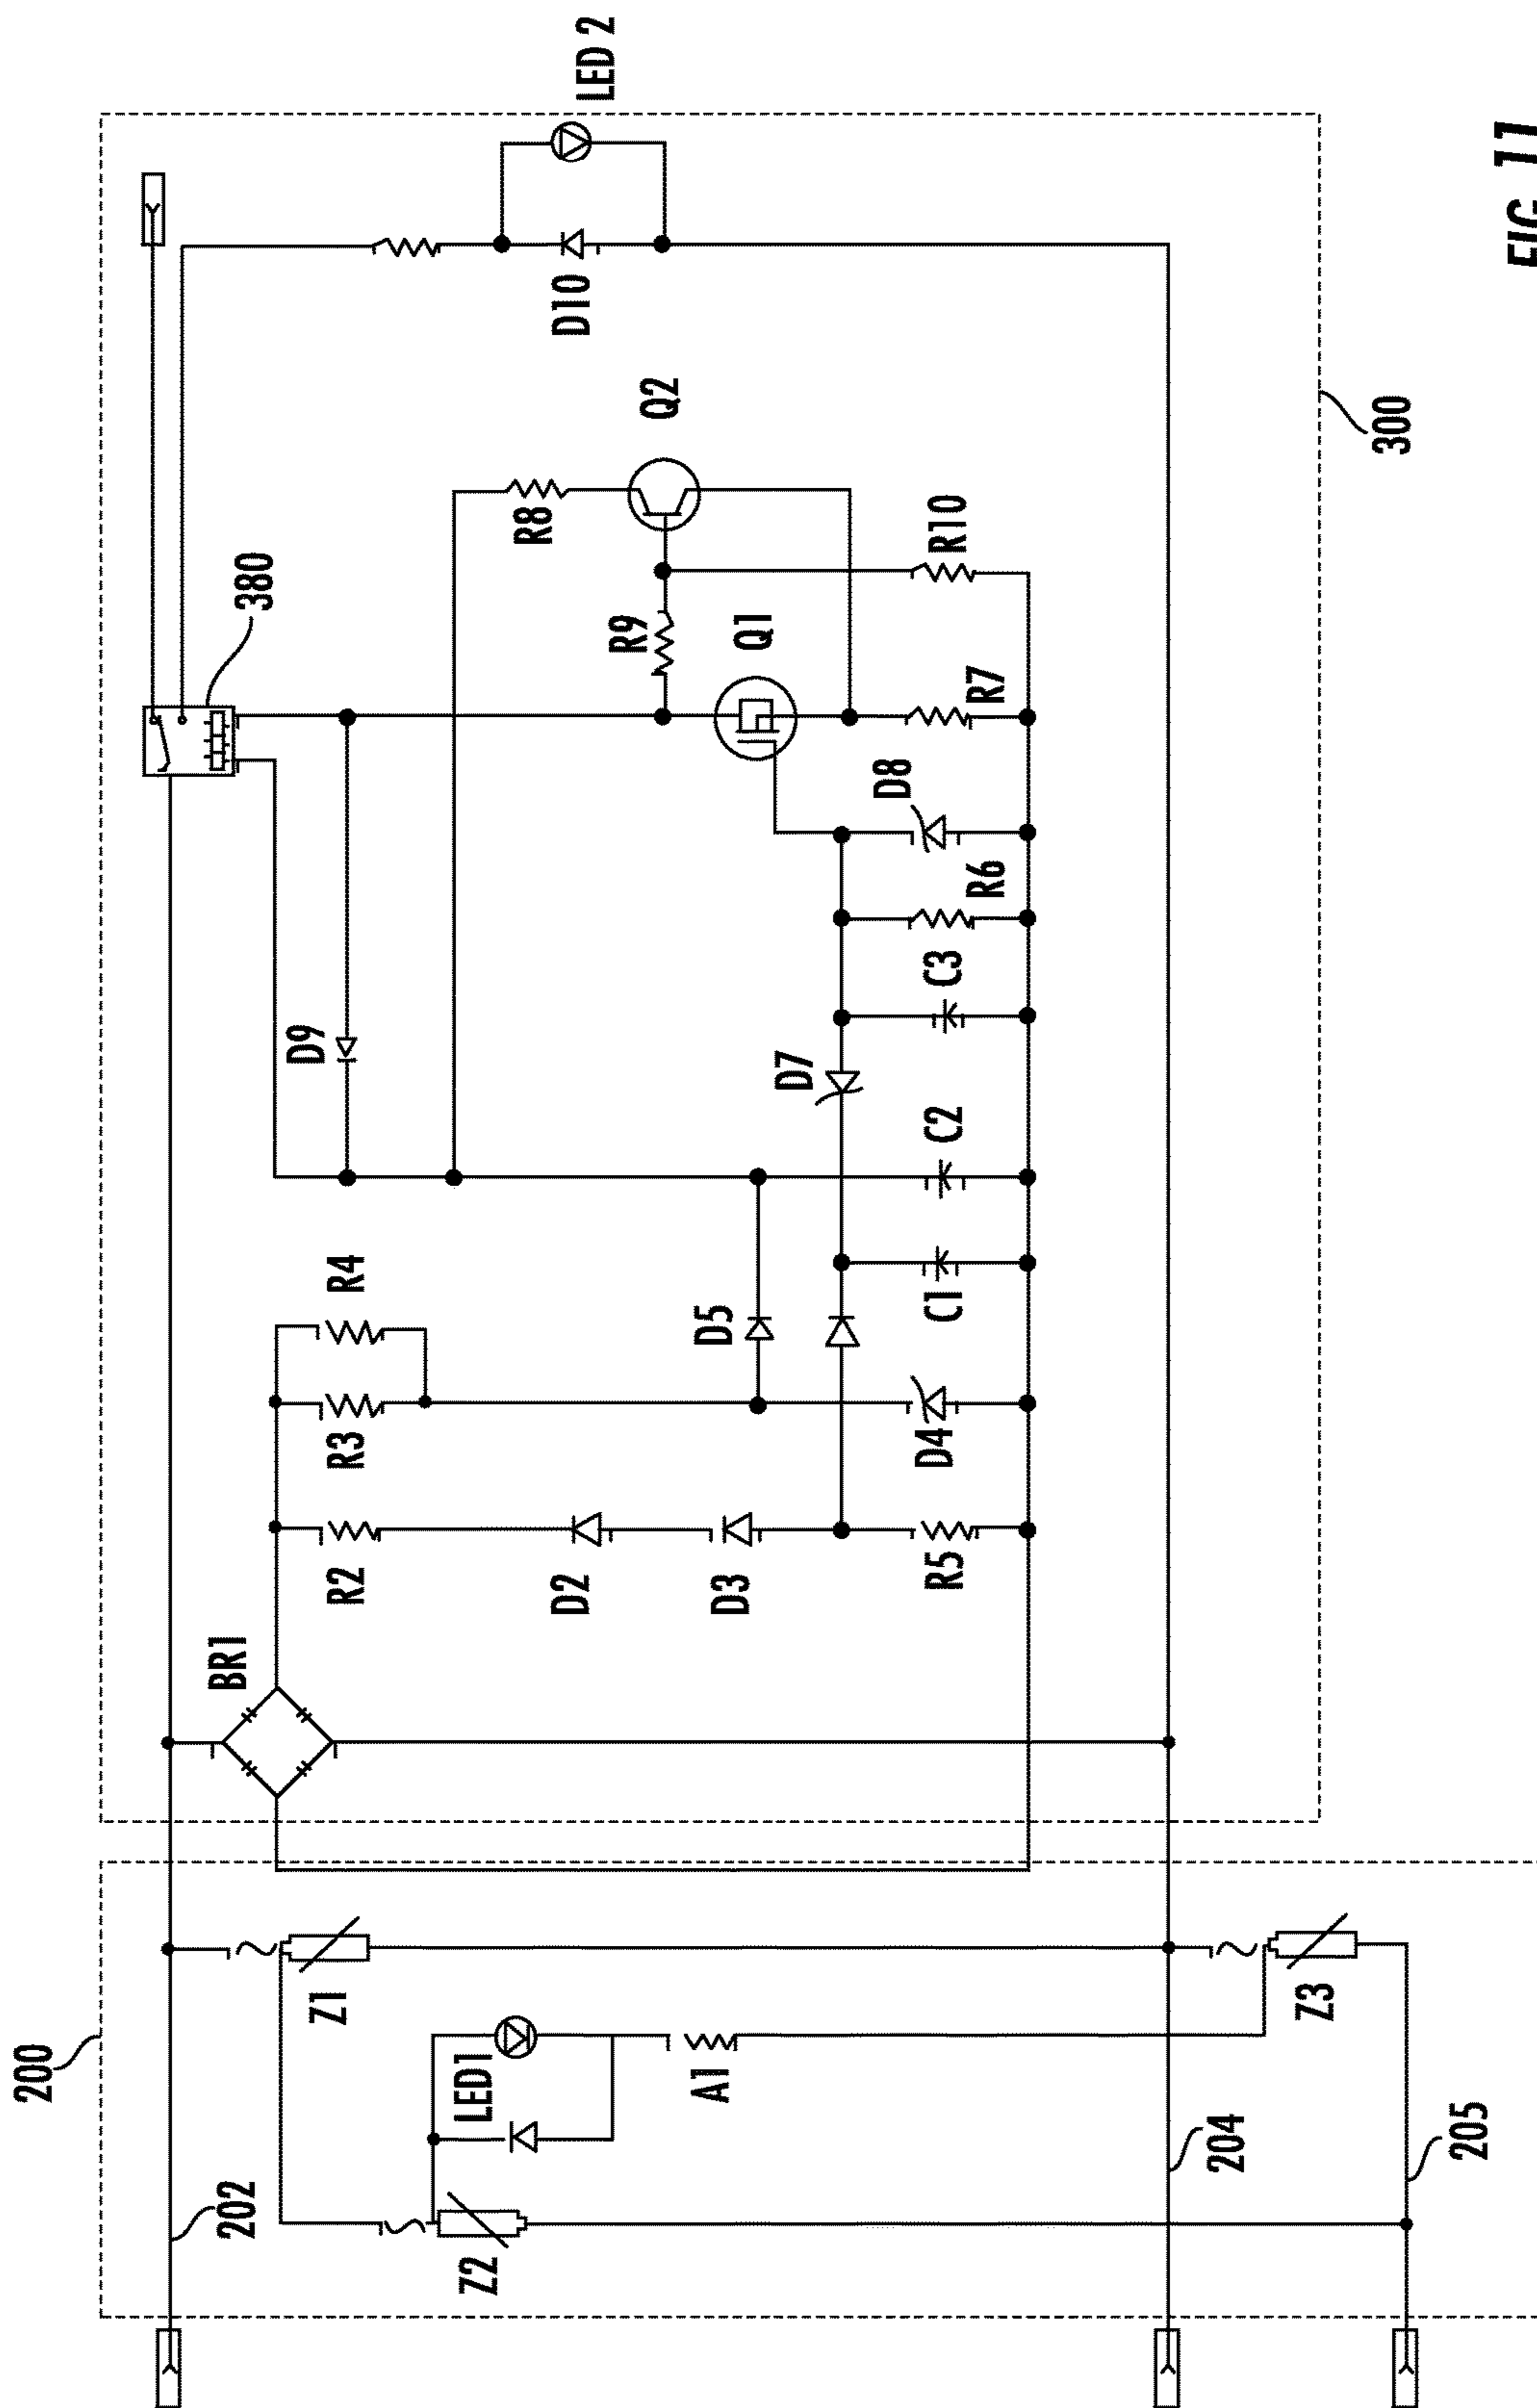 200
202
204
205
Z2
LED1
A1
Z1
Z3
BR1
R2
D2
D3
R5
R3
R4
D4
D5
C1
C2
D7
C3
R6
D8
D9
380
R9
Q1
R7
R10
R8
Q2
300
D10
LED 2
FIG. 11